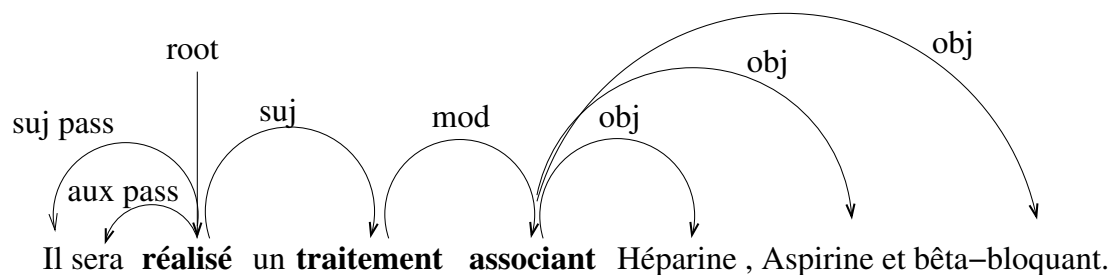 root
obj
suj pass
suj
mod
obj
obj
aux pass
Il sera réalisé un traitement associant Héparine , Aspirine et bêta−bloquant.